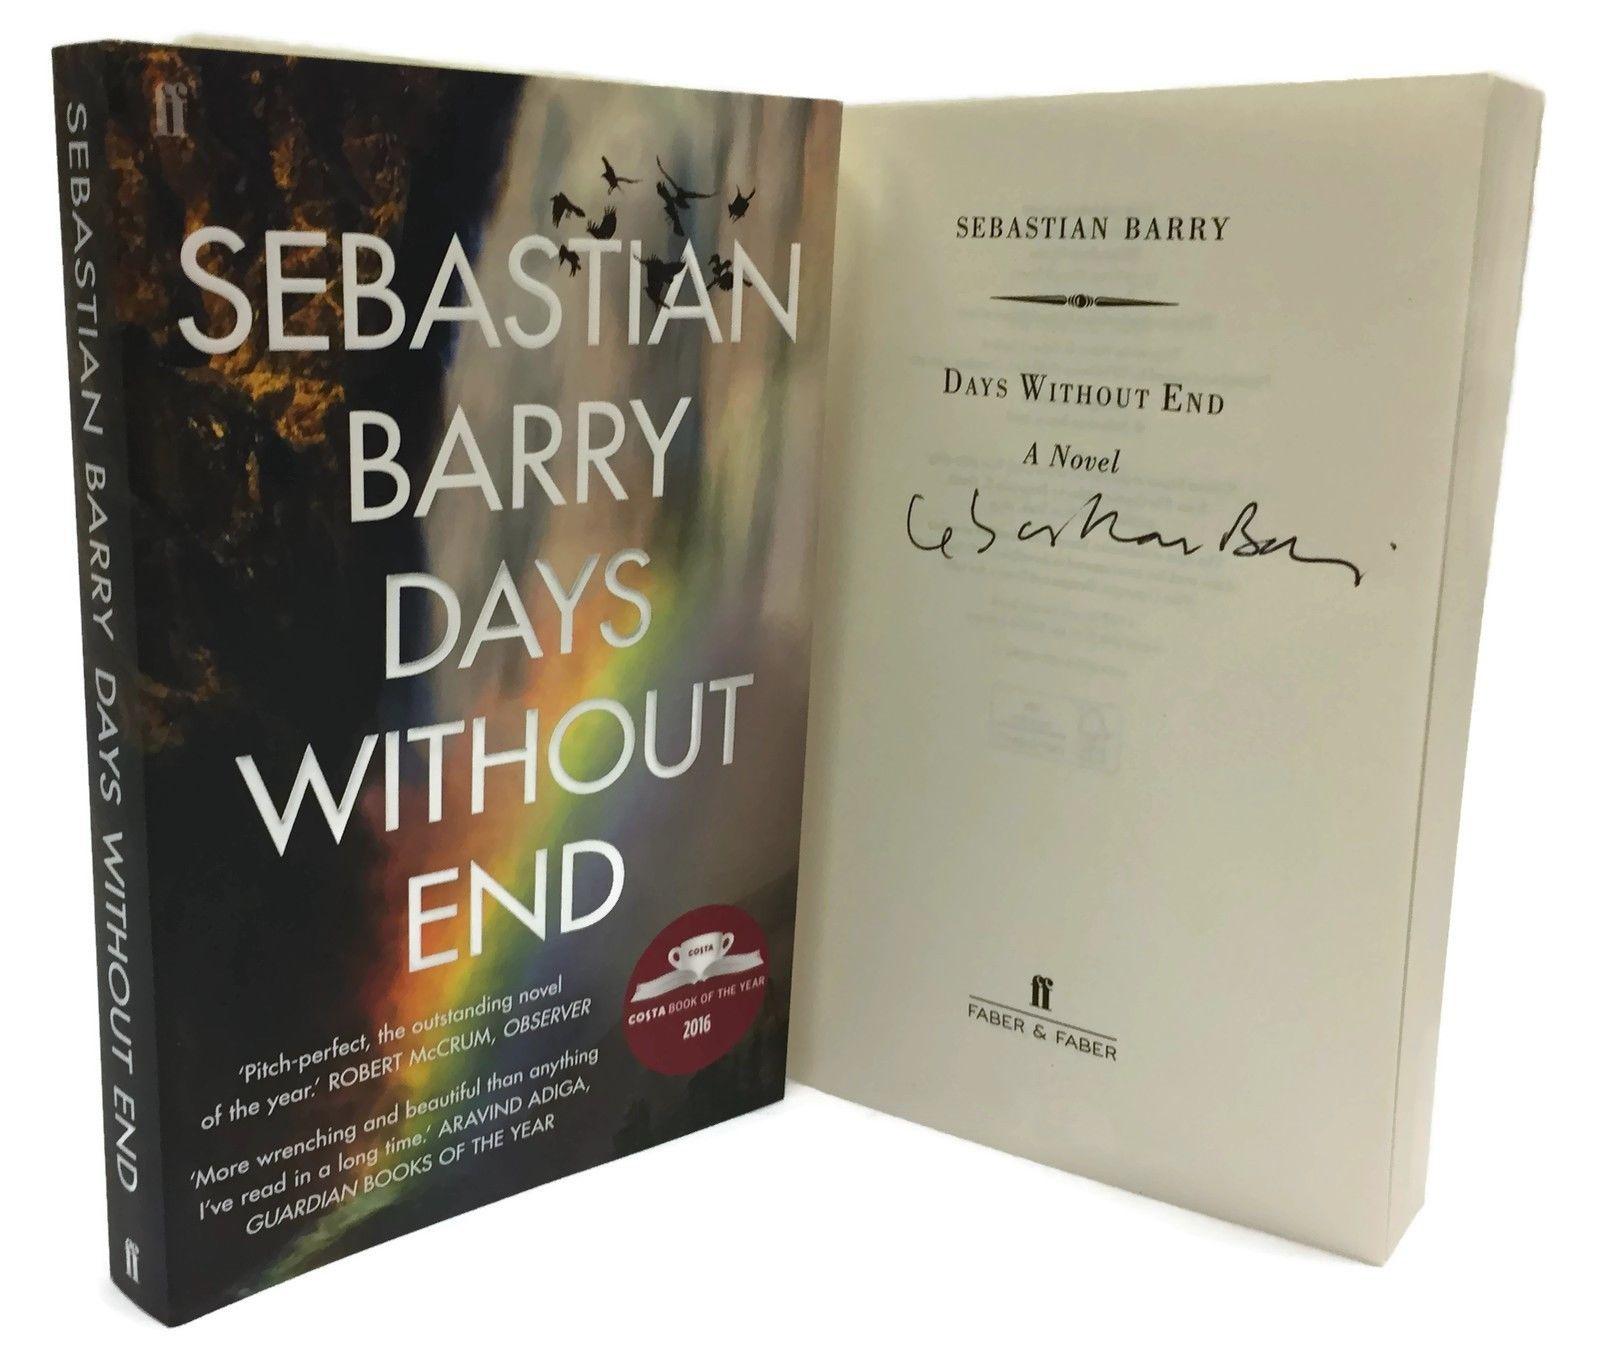 SEBASTIAN BARRY DAYS WITHOUT END
ff
ff
SEBASTIAN
BARRY
DAYS
WITHOUT
END
'Pitch-perfect, the outstanding novel
of the year.' ROBERT McCRUM, OBSERVER
'More wrenching and beautiful than anything
I've read in a long time.' ARAVIND ADIGA,
GUARDIAN BOOKS OF THE YEAR
COSTA
COSTA BOOK OF THE YEAR
2016
SEBASTIAN BARRY
DAYS WITHOUT END
A Novel
Sebastian Barry
ff
FABER & FABER